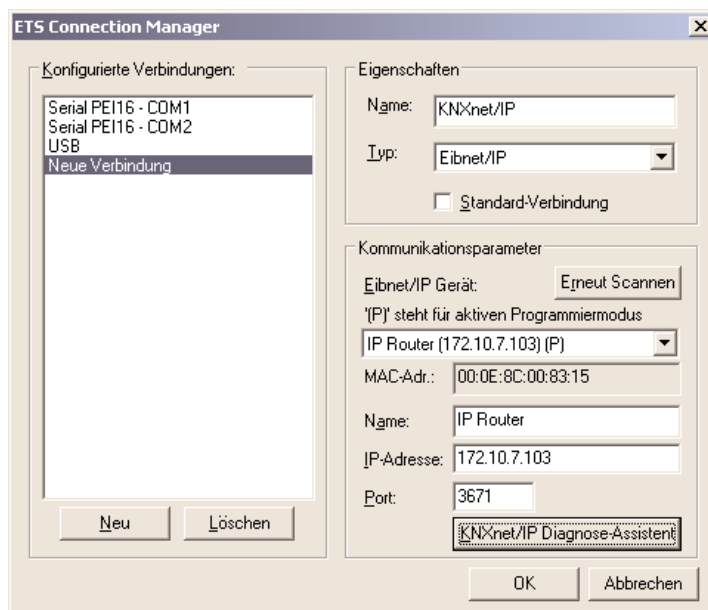 ETS Connection Manager
Konfigurierte Verbindungen:
Serial PEI16 - COM1
Serial PEI16 - COM2
USB
Neue Verbindung
Neu
Löschen
Eigenschaften
Name:
KNXnet/IP
Typ:
Eibnet/IP
Standard-Verbindung
Kommunikationsparameter
Eibnet/IP Gerät:
Erneut Scannen
'(P)' steht für aktiven Programmiermodus
IP Router (172.10.7.103) (P)
MAC-Adr.:
00:0E:8C:00:83:15
Name:
IP Router
IP-Adresse:
172.10.7.103
Port:
3671
KNXnet/IP Diagnose-Assistent
OK
Abbrechen